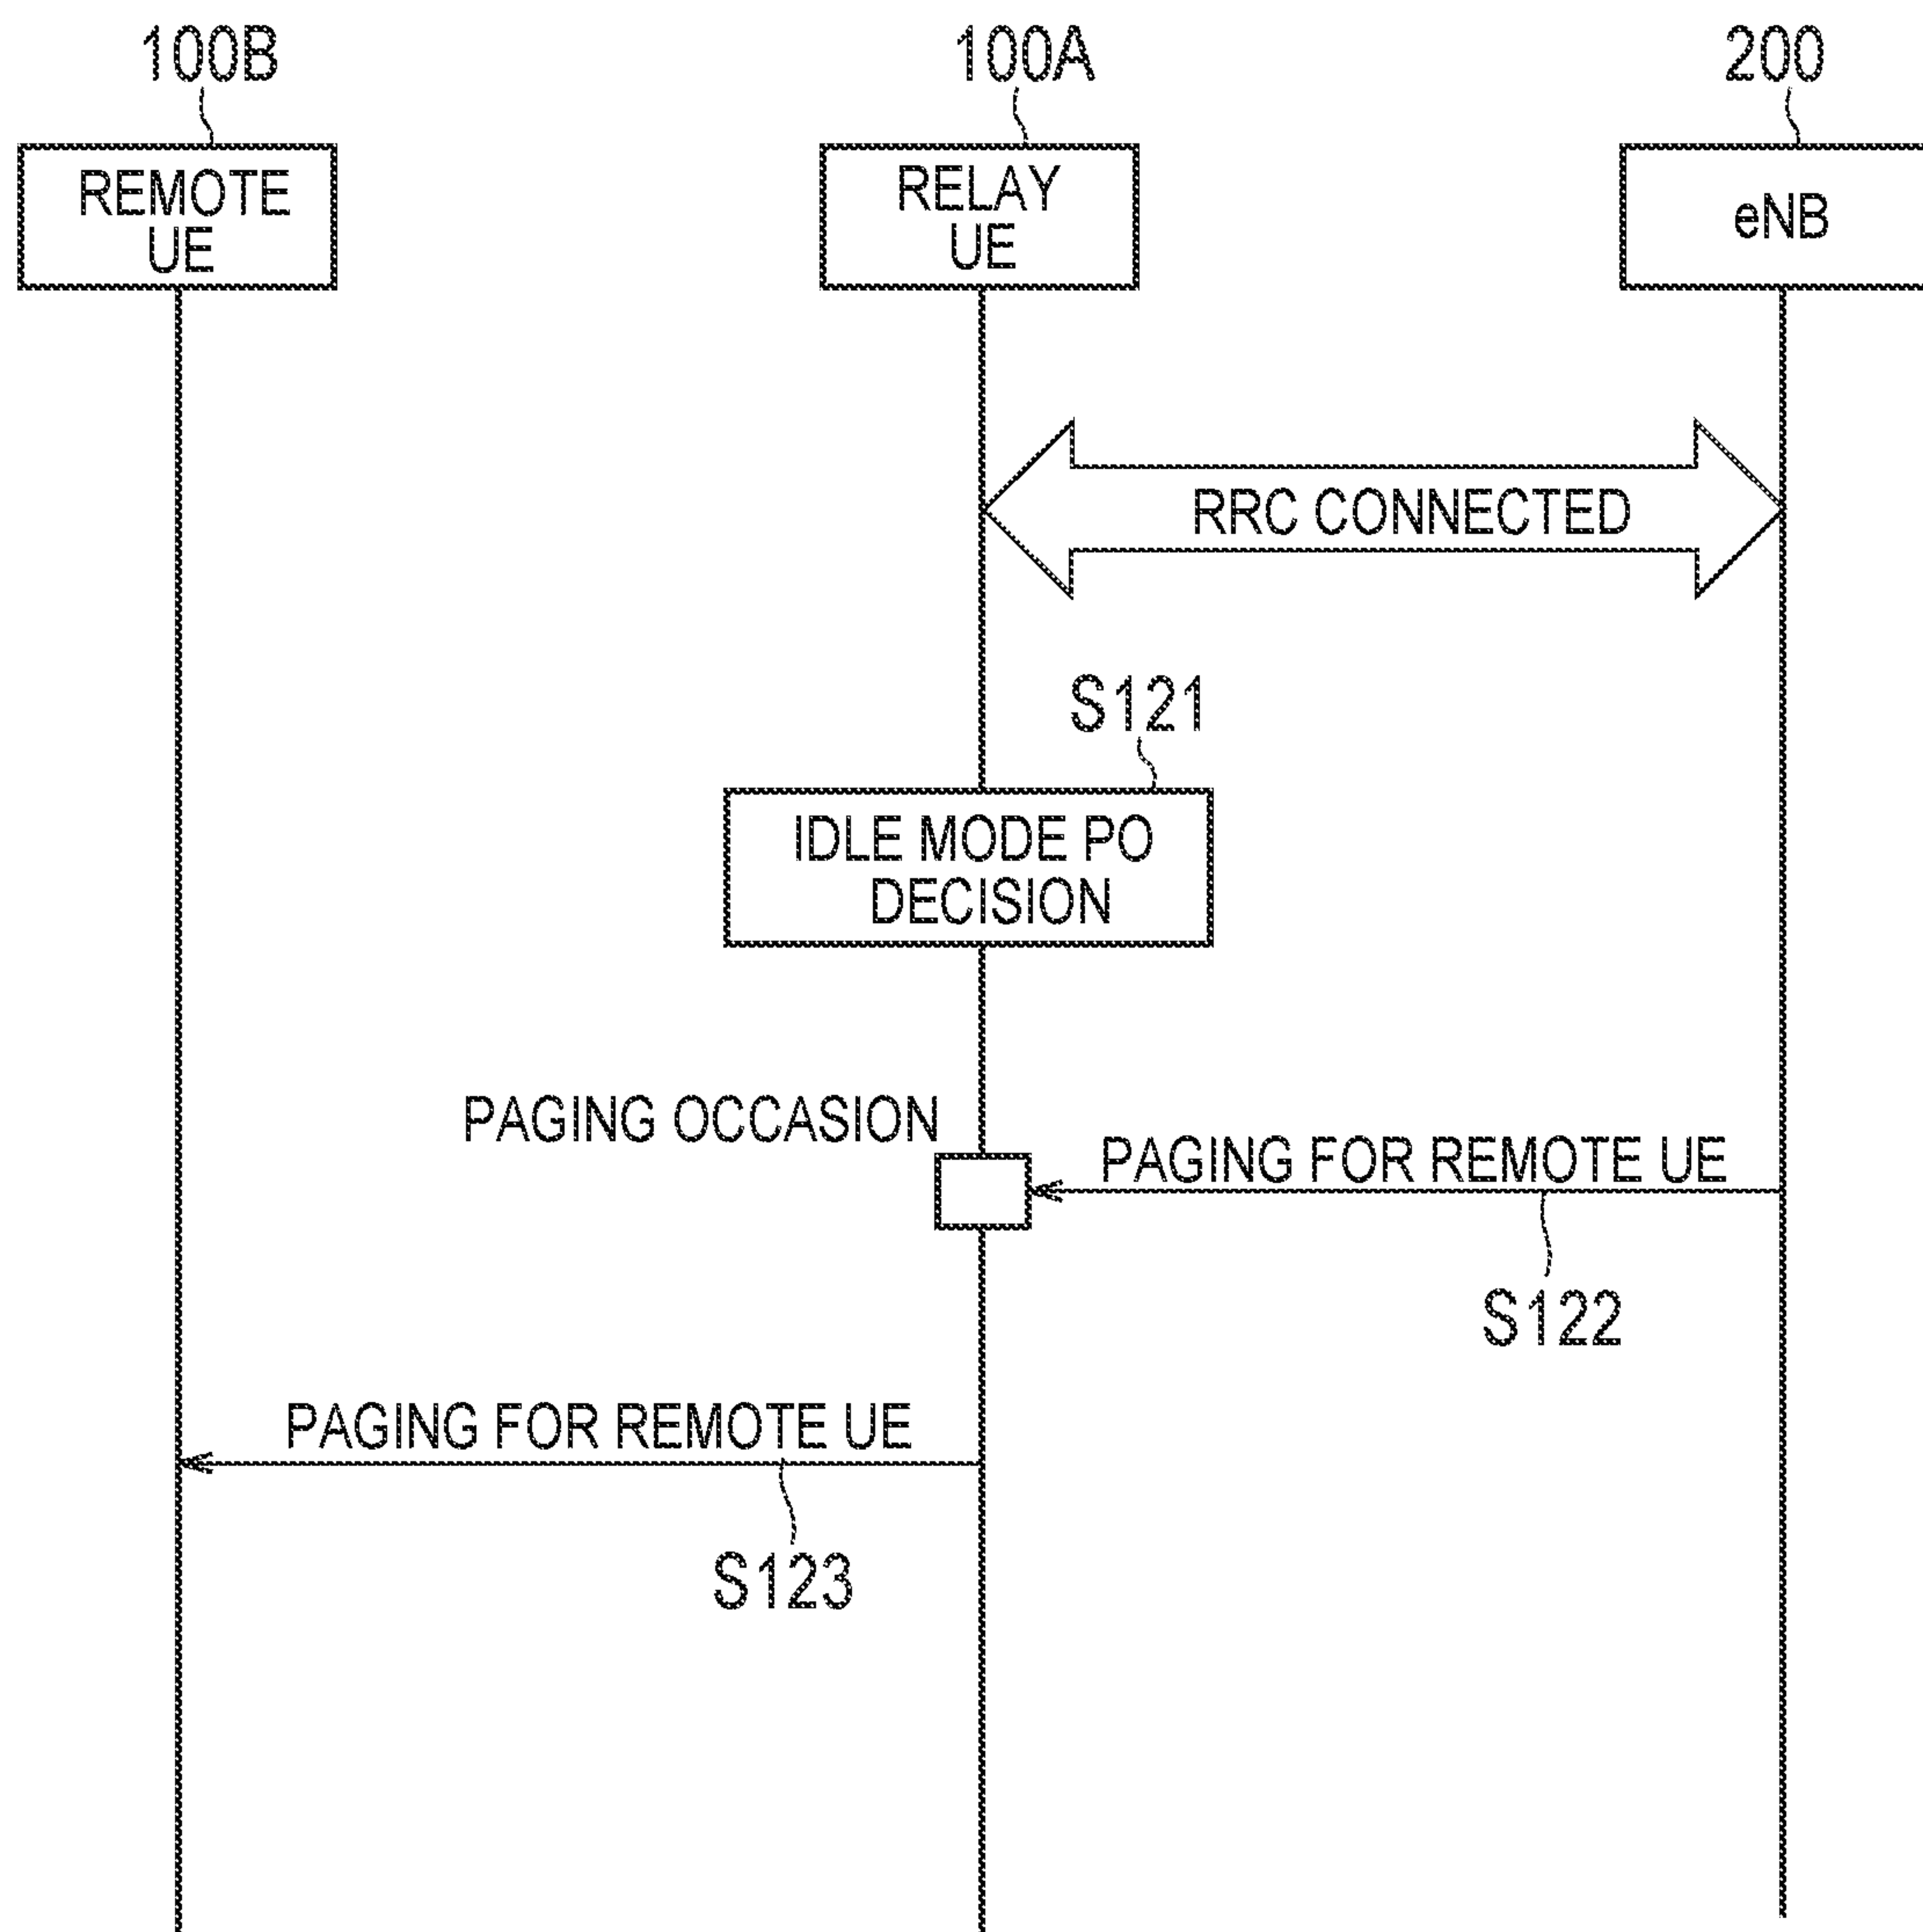 100B
100A
200
REMOTE
UE
RELAY
UE
eNB
RRC CONNECTED
S121
IDLE MODE PO
DECISION
PAGING OCCASION
PAGING FOR REMOTE UE
S122
PAGING FOR REMOTE UE
S123